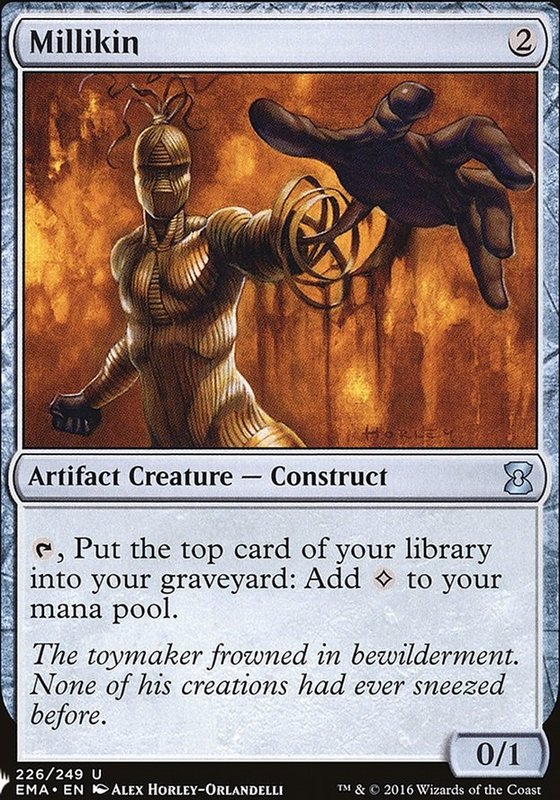 Millikin 2
HORLEY
Artifact Creature — Construct
, Put the top card of your library
into your graveyard: Add to your
mana pool.
The toymaker frowned in bewilderment.
None of his creations had ever sneezed
before.
0/1
226/249 U
EMA • EN Alex Horley-Orlandelli ™ & © 2016 Wizards of the Coast